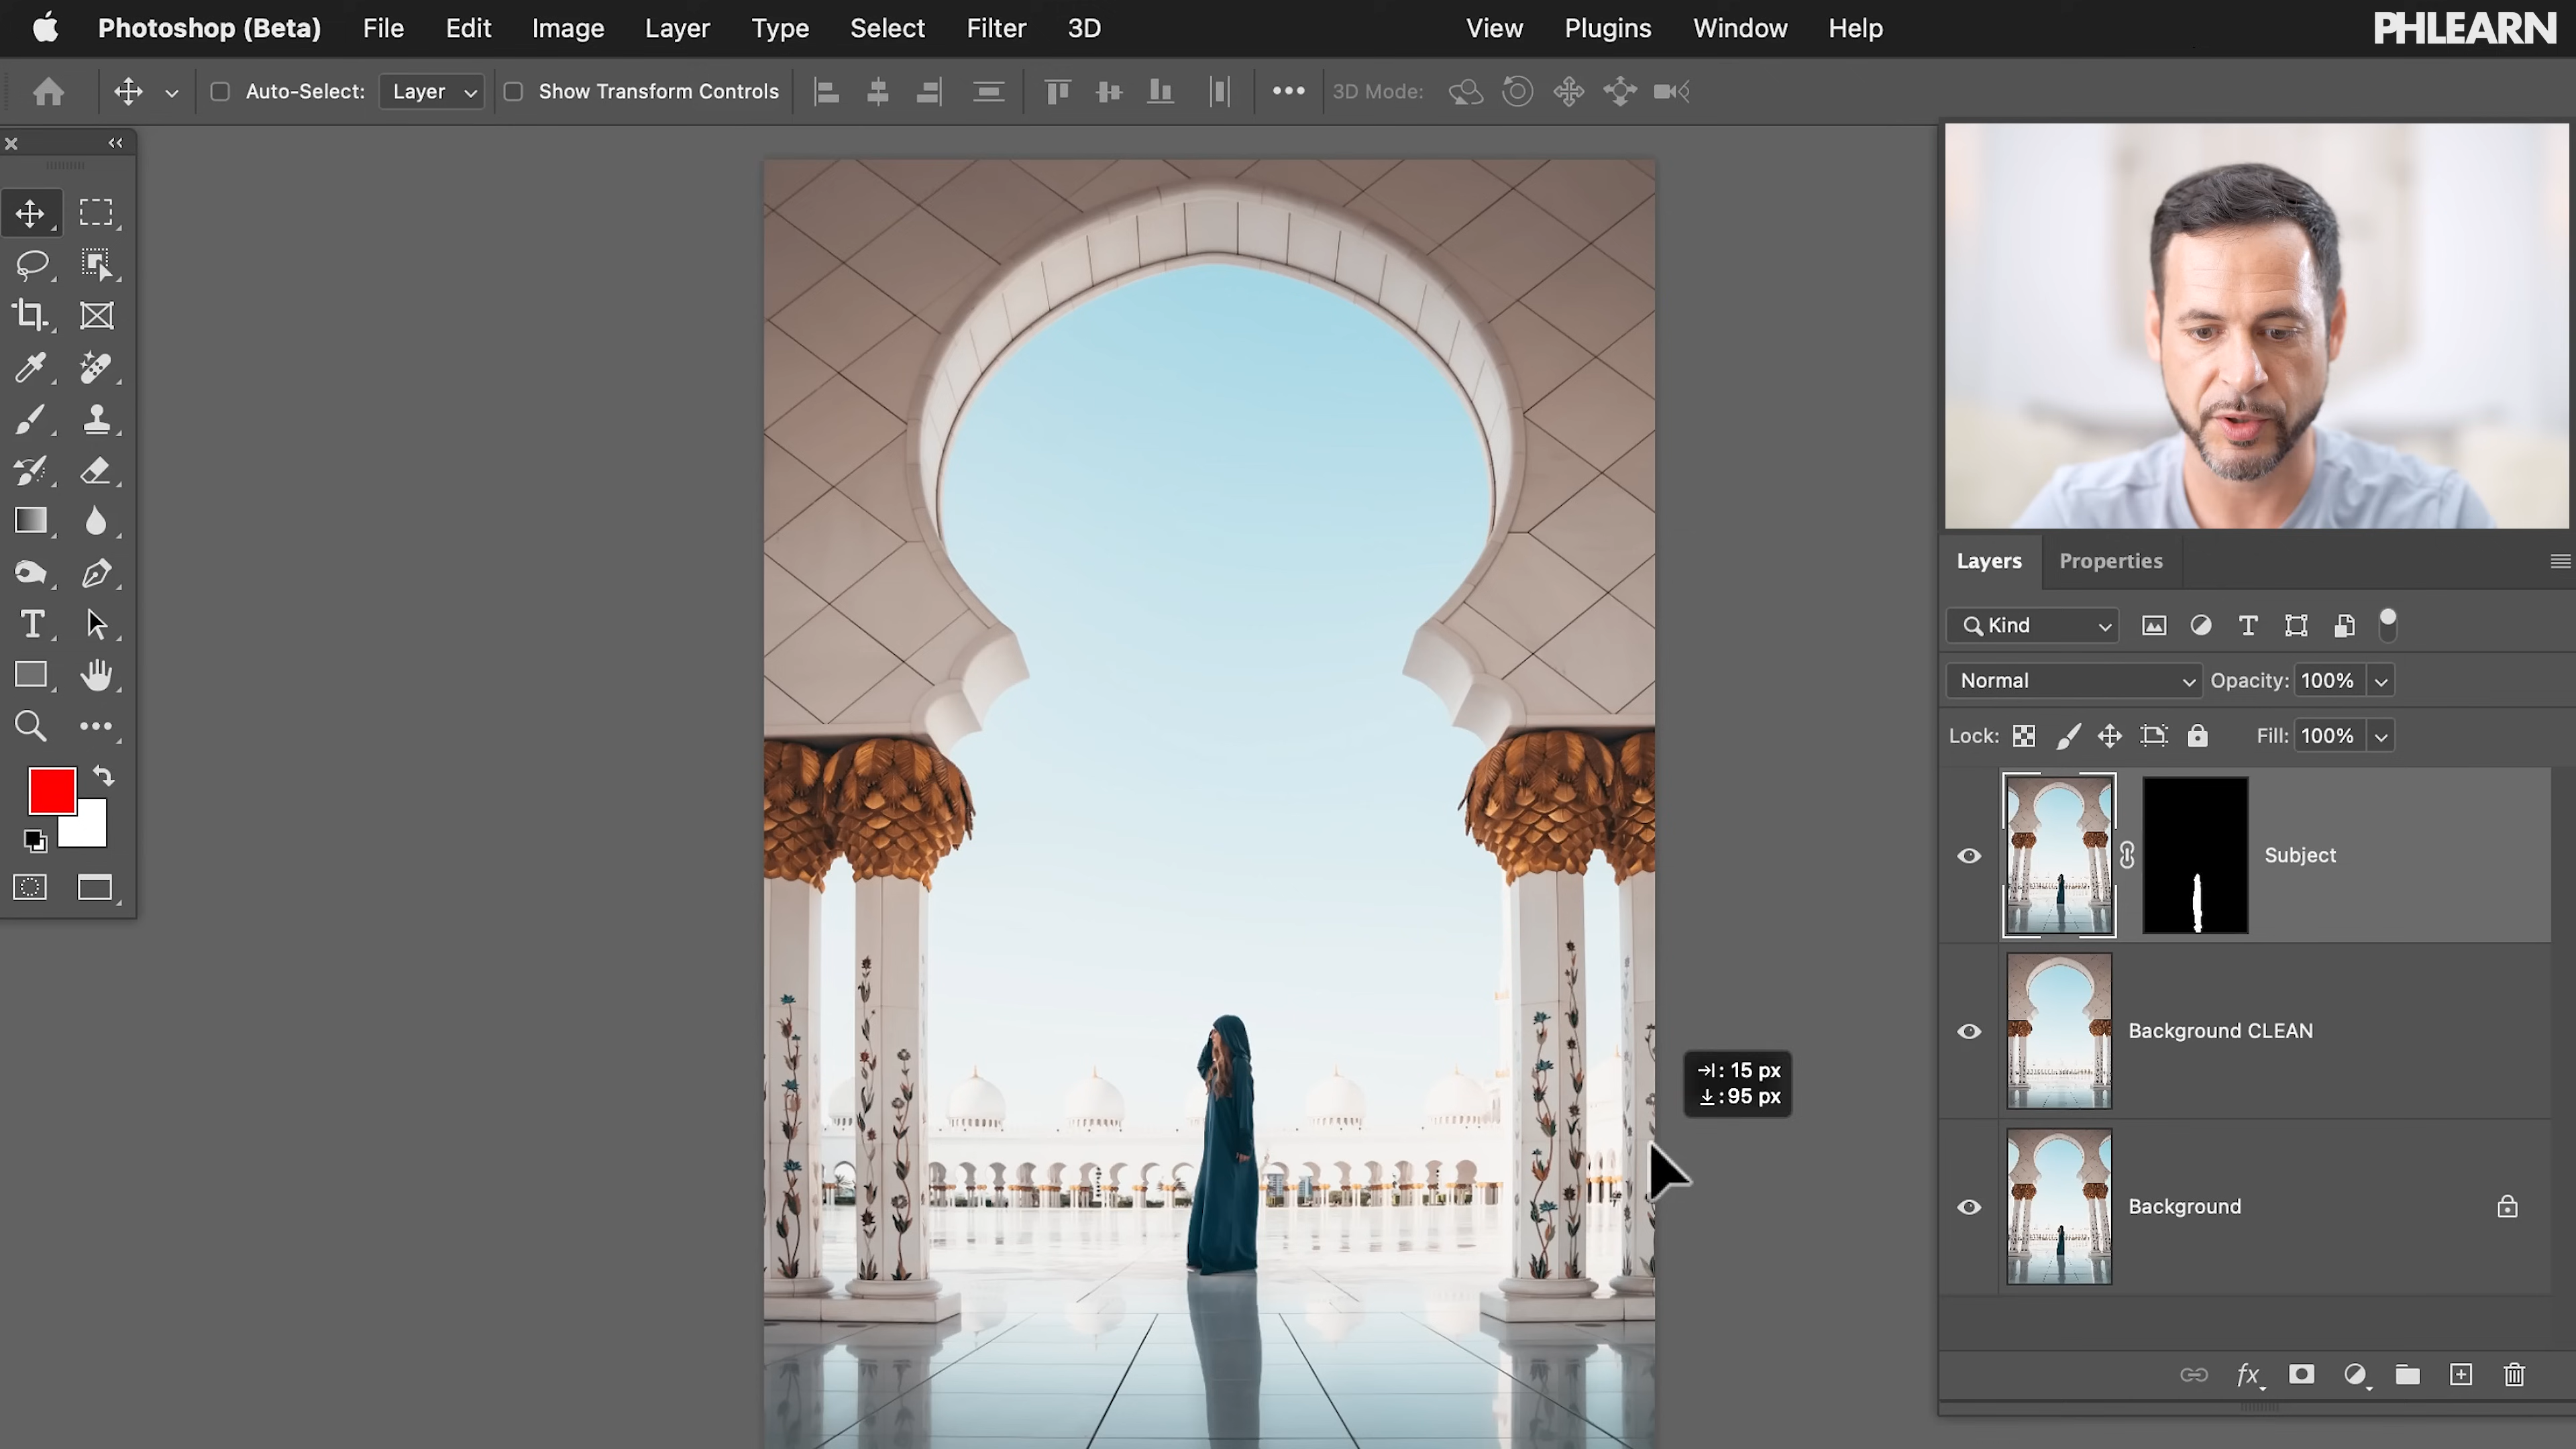 Photoshop (Beta) File Edit Image Layer Type Select Filter 3D View Plugins Window Help PHLEARN
Auto-Select: Layer Show Transform Controls 3D Mode:
Layers Properties
Kind
Normal Opacity: 100%
Lock: Fill: 100%
Subject
Background CLEAN
Background
: 15 px
: 95 px
fx